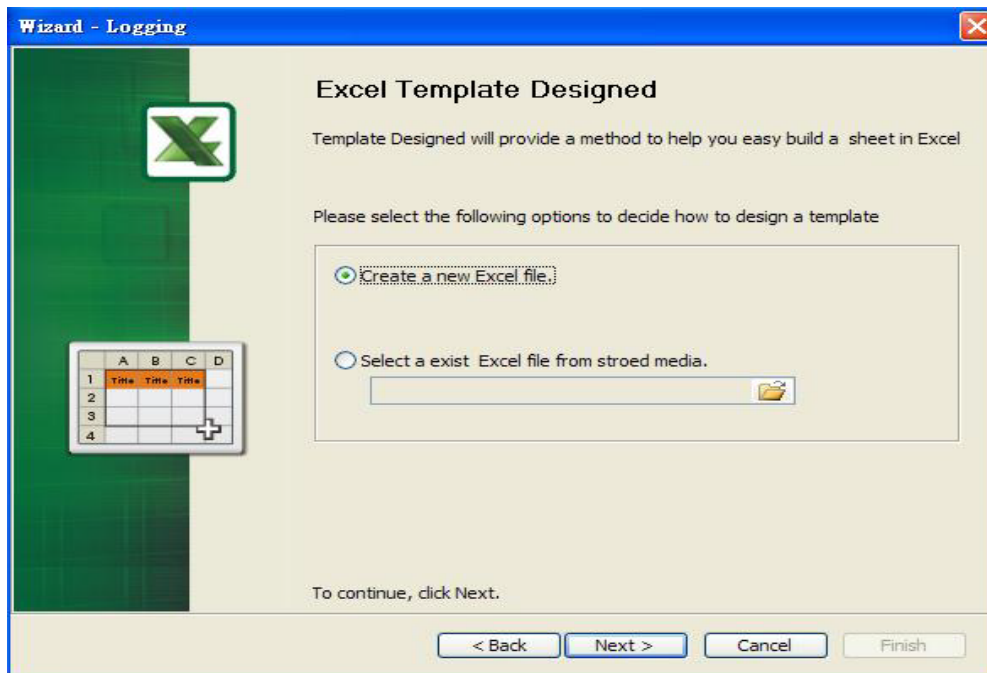 Wizard - Logging
Excel Template Designed
Template Designed will provide a method to help you easy build a sheet in Excel
Please select the following options to decide how to design a template
Create a new Excel file.
Select a exist Excel file from stroed media.
A B C D
1 Title Title Title
2
3
4
To continue, click Next.
< Back Next > Cancel Finish